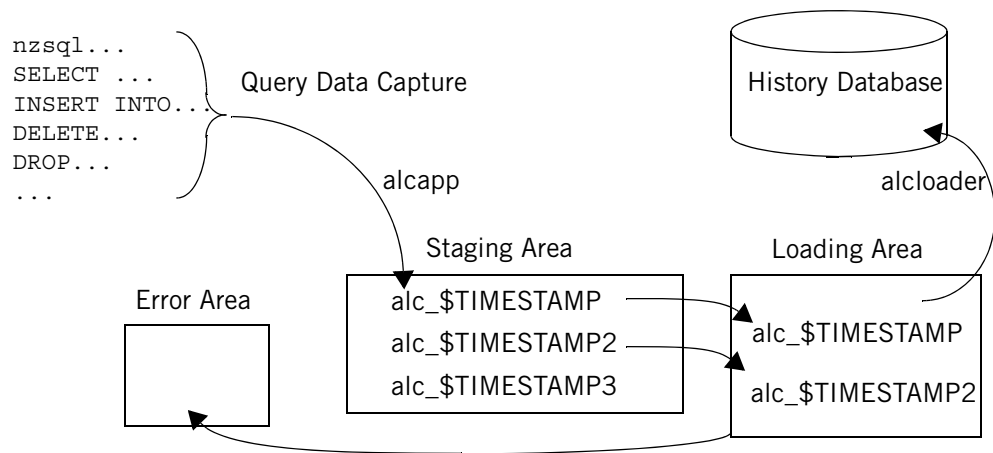 nzsql...
SELECT ...
INSERT INTO...
DELETE...
DROP...
...
Query Data Capture
History Database
alcapp
alcloader
Staging Area
Loading Area
Error Area
alc_$TIMESTAMP
alc_$TIMESTAMP2
alc_$TIMESTAMP3
alc_$TIMESTAMP
alc_$TIMESTAMP2